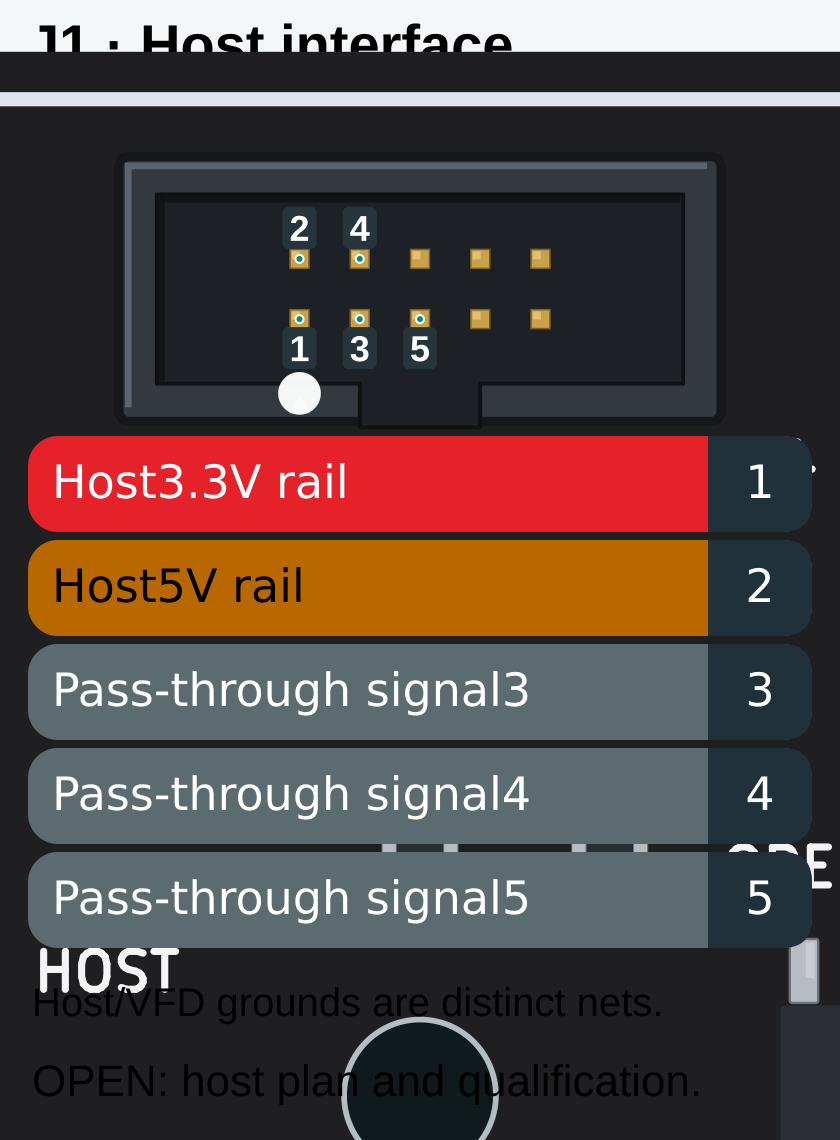 J1 · Host interface
2 4
1 3 5
Host3.3V rail 1
Host5V rail 2
Pass-through signal3 3
Pass-through signal4 4
Pass-through signal5 5
HOST
Host/VFD grounds are distinct nets.
OPEN: host plan and qualification.